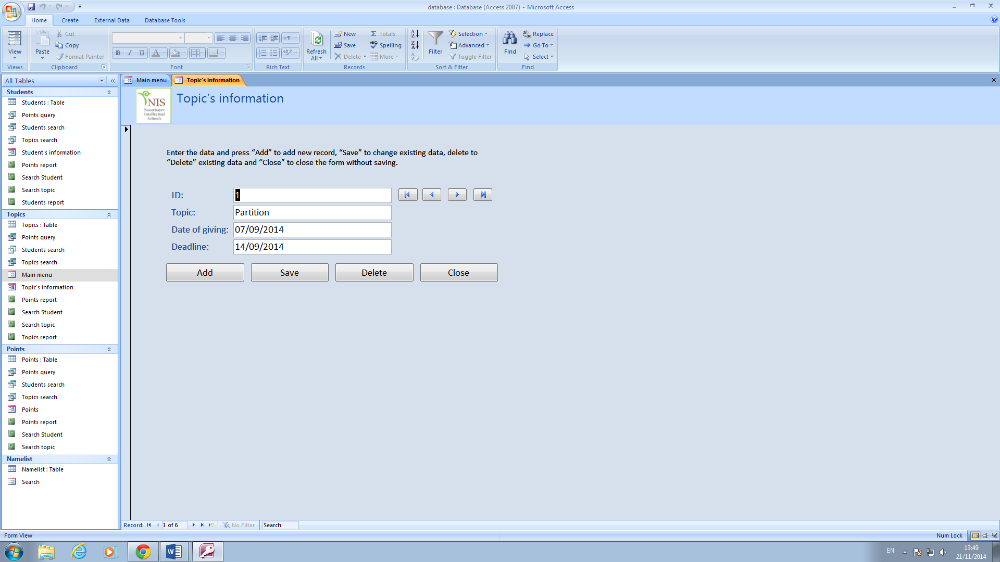 database : Database (Access 2007) - Microsoft Access
Home
Create
External Data
Database Tools
View
Views
Paste
Cut
Copy
Format Painter
Clipboard
B I U
A
Font
Rich Text
Refresh All
New
Save
Delete
Totals
Spelling
More
Records
Filter
Selection
Advanced
Toggle Filter
Sort & Filter
Find
Replace
Go To
Select
Find
All Tables
Students
Students : Table
Points query
Students search
Topics search
Student's information
Points report
Search Student
Search topic
Students report
Topics
Topics : Table
Points query
Students search
Topics search
Main menu
Topic's information
Points report
Search Student
Search topic
Topics report
Points
Points : Table
Points query
Students search
Topics search
Points
Points report
Search Student
Search topic
Namelist
Namelist : Table
Search
Main menu
Topic's information
NIS
Nazarbayev
Intellectual
Schools
Topic's information
Enter the data and press “Add” to add new record, “Save” to change existing data, delete to
“Delete” existing data and “Close” to close the form without saving.
ID: 1
Topic: Partition
Date of giving: 07/09/2014
Deadline: 14/09/2014
Add
Save
Delete
Close
Record: 1 of 6
No Filter
Search
Form View
Num Lock
EN
13:49
21/11/2014